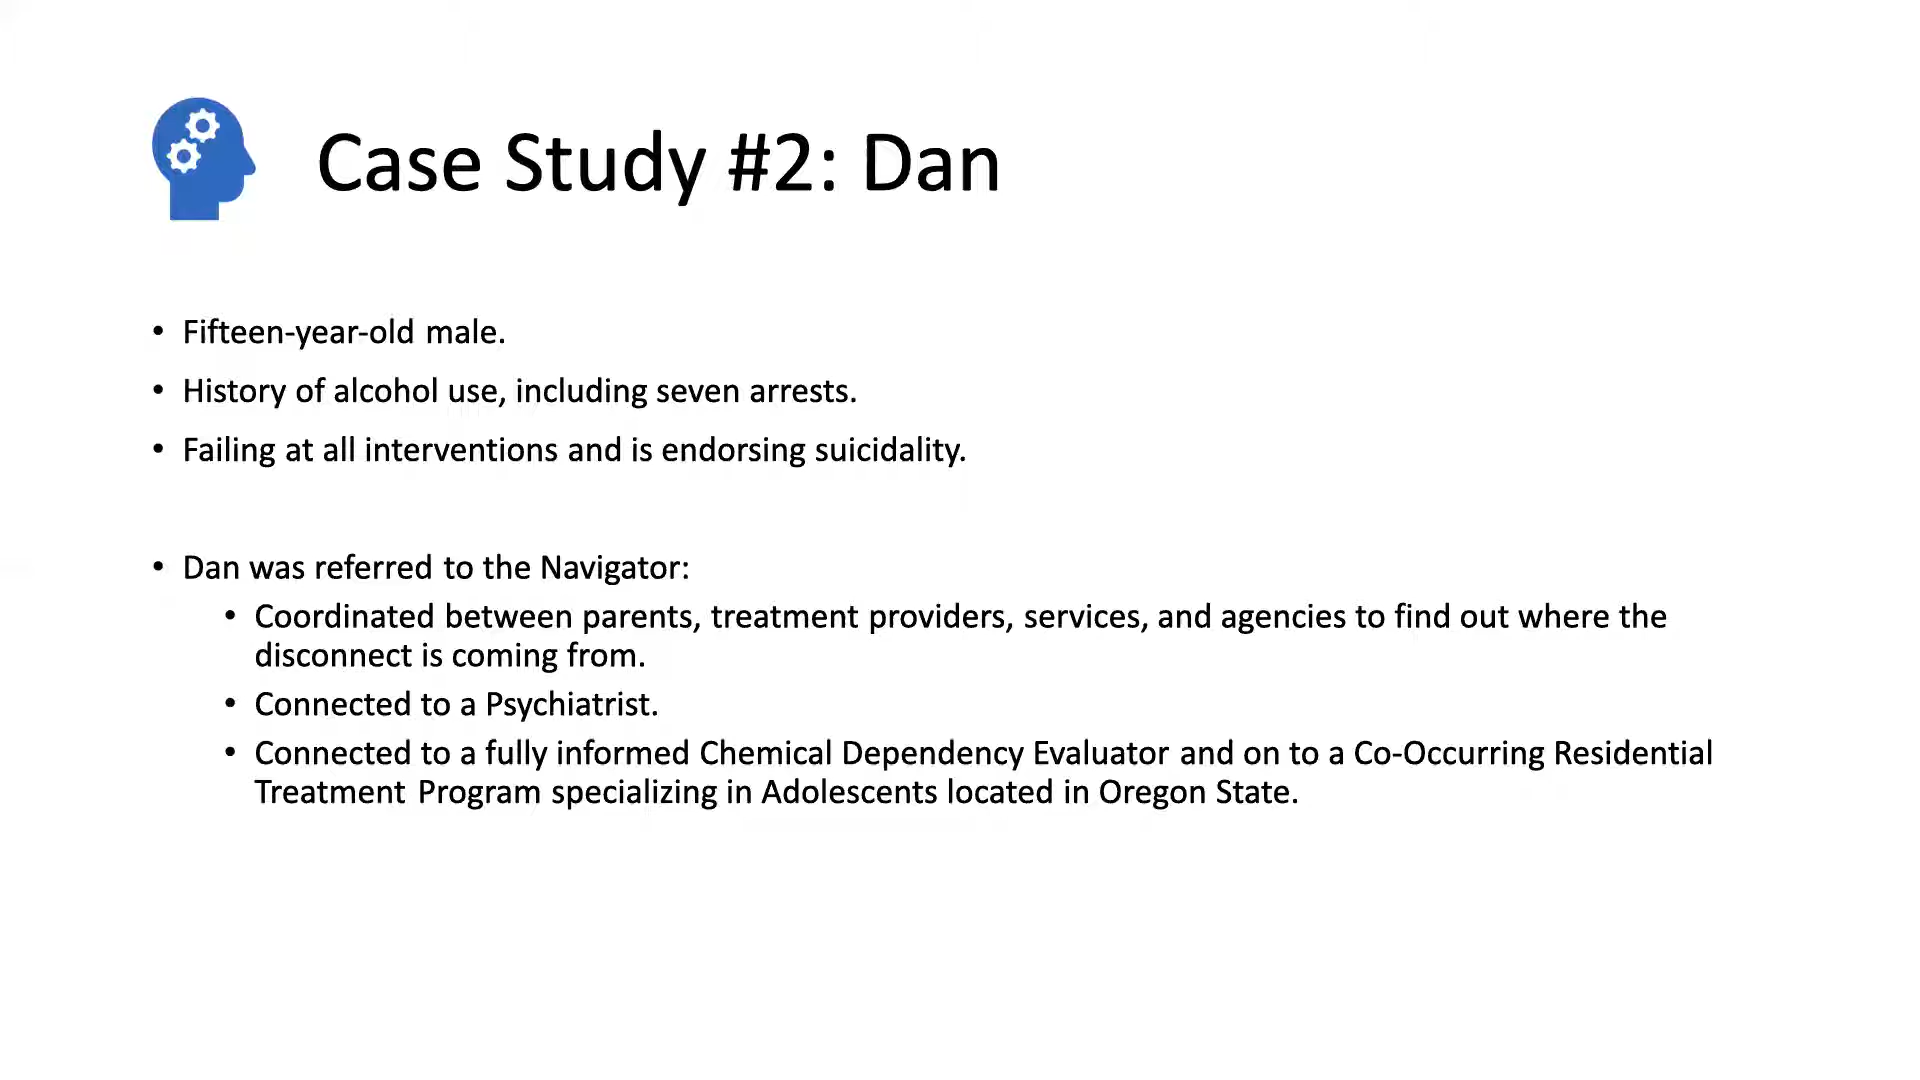 Case Study #2: Dan
• Fifteen-year-old male.
• History of alcohol use, including seven arrests.
• Failing at all interventions and is endorsing suicidality.
• Dan was referred to the Navigator:
• Coordinated between parents, treatment providers, services, and agencies to find out where the
disconnect is coming from.
• Connected to a Psychiatrist.
• Connected to a fully informed Chemical Dependency Evaluator and on to a Co-Occurring Residential
Treatment Program specializing in Adolescents located in Oregon State.